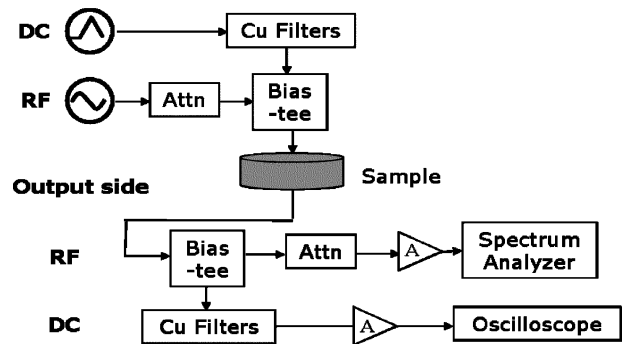 DC
Cu Filters
RF
Attn
Bias
-tee
Sample
Output side
RF
Bias
-tee
Attn
A
Spectrum
Analyzer
DC
Cu Filters
A
Oscilloscope